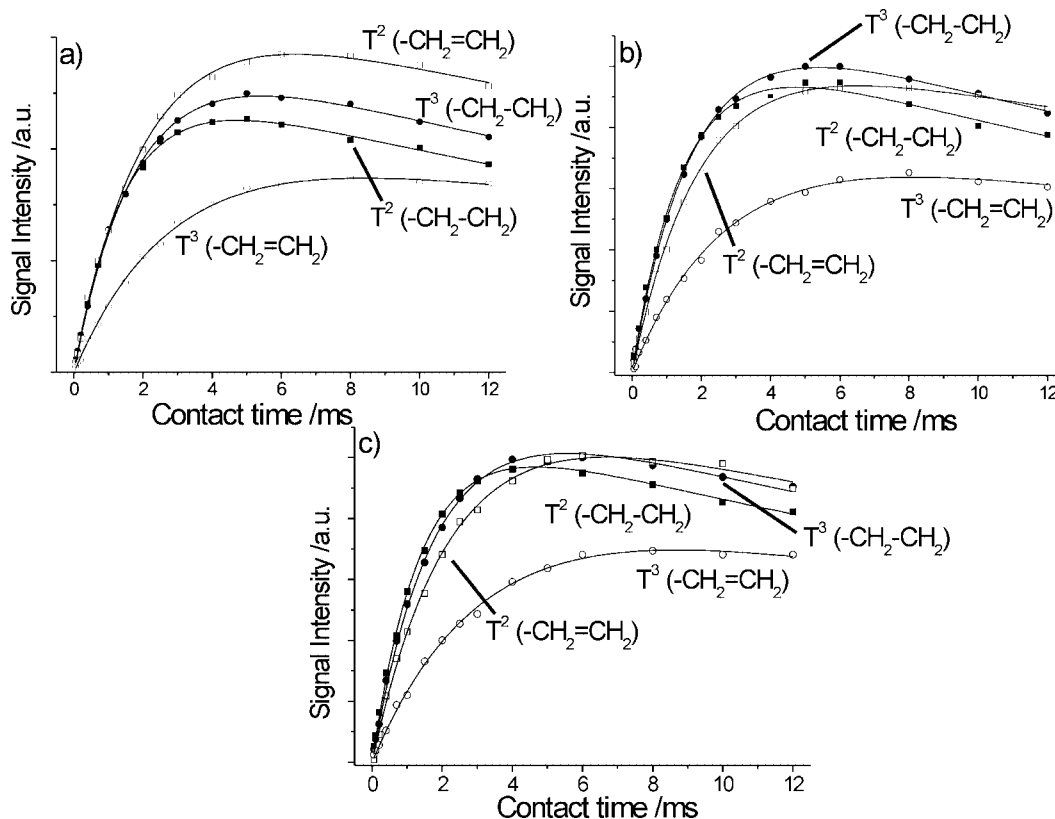 a)
T² (-CH₂=CH₂)
T³ (-CH₂-CH₂)
T² (-CH₂-CH₂)
T³ (-CH₂=CH₂)
Signal Intensity /a.u.
0 2 4 6 8 10 12
Contact time /ms
b)
T³ (-CH₂-CH₂)
T² (-CH₂-CH₂)
T³ (-CH₂=CH₂)
T² (-CH₂=CH₂)
Signal Intensity /a.u.
0 2 4 6 8 10 12
Contact time /ms
c)
T² (-CH₂-CH₂)
T³ (-CH₂-CH₂)
T³ (-CH₂=CH₂)
T² (-CH₂=CH₂)
Signal Intensity /a.u.
0 2 4 6 8 10 12
Contact time /ms